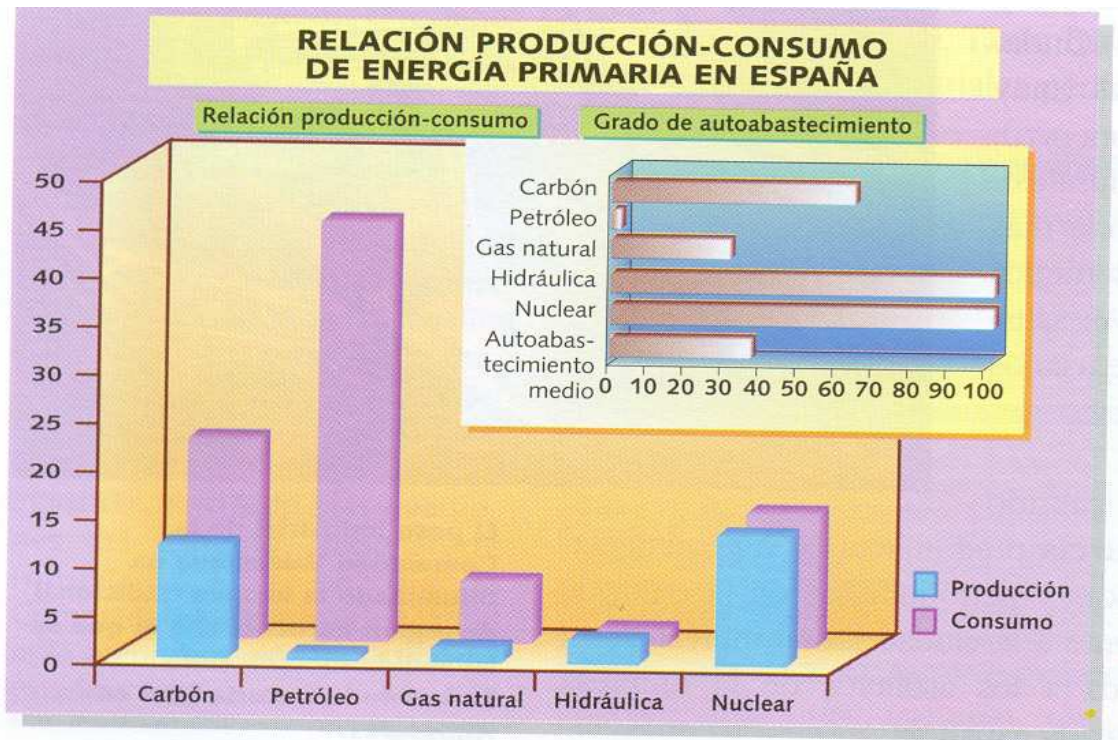 RELACIÓN PRODUCCIÓN-CONSUMO
DE ENERGÍA PRIMARIA EN ESPAÑA
Relación producción-consumo
Grado de autoabastecimiento
50
45
40
35
30
25
20
15
10
5
0
Carbón
Petróleo
Gas natural
Hidráulica
Nuclear
Carbón
Petróleo
Gas natural
Hidráulica
Nuclear
Autoabas-
tecimiento
medio
0 10 20 30 40 50 60 70 80 90 100
Producción
Consumo